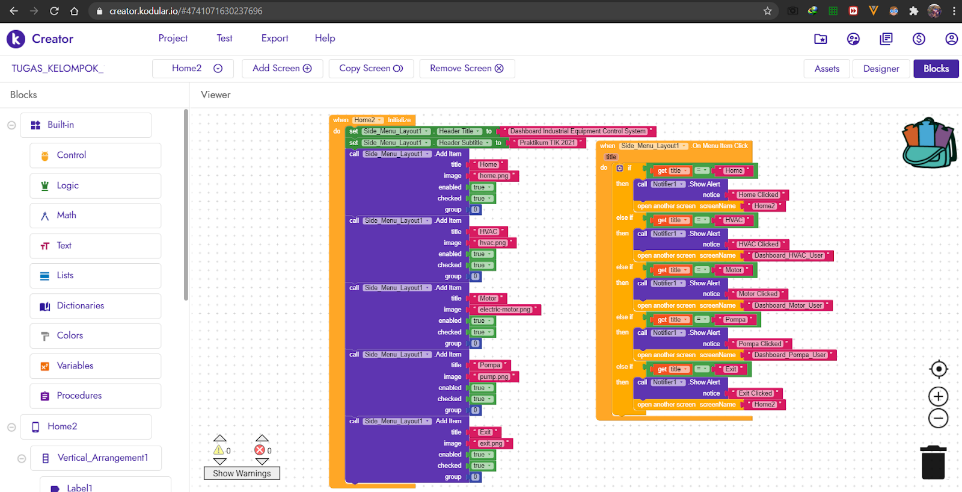 creator.kodular.io/#4741071630237696
Creator
Project Test Export Help
TUGAS_KELOMPOK_ Home2 Add Screen Copy Screen Remove Screen Assets Designer Blocks
Blocks
Viewer
Built-in
Control
Logic
Math
Text
Lists
Dictionaries
Colors
Variables
Procedures
Home2
Vertical_Arrangement1
Label1
when Home2 .Initialize
do set Side_Menu_Layout1 . Header Title to " Dashboard Industrial Equipment Control System "
set Side_Menu_Layout1 . Header Subtitle to " Praktikum TIK 2021 "
call Side_Menu_Layout1 .Add Item
title " Home "
image " home.png "
enabled true
checked true
group 0
call Side_Menu_Layout1 .Add Item
title " HVAC "
image " hvac.png "
enabled true
checked true
group 0
call Side_Menu_Layout1 .Add Item
title " Motor "
image " electric-motor.png "
enabled true
checked true
group 0
call Side_Menu_Layout1 .Add Item
title " Pompa "
image " pump.png "
enabled true
checked true
group 0
call Side_Menu_Layout1 .Add Item
title " Exit "
image " exit.png "
enabled true
checked true
group 0
when Side_Menu_Layout1 .On Menu Item Click
title
do if get title = " Home "
then call Notifier1 .Show Alert
notice " Home Clicked "
open another screen screenName " Home2 "
else if get title = " HVAC "
then call Notifier1 .Show Alert
notice " HVAC Clicked "
open another screen screenName " Dashboard_HVAC_User "
else if get title = " Motor "
then call Notifier1 .Show Alert
notice " Motor Clicked "
open another screen screenName " Dashboard_Motor_User "
else if get title = " Pompa "
then call Notifier1 .Show Alert
notice " Pompa Clicked "
open another screen screenName " Dashboard_Pompa_User "
else if get title = " Exit "
then call Notifier1 .Show Alert
notice " Exit Clicked "
open another screen screenName " Home2 "
0 0
Show Warnings